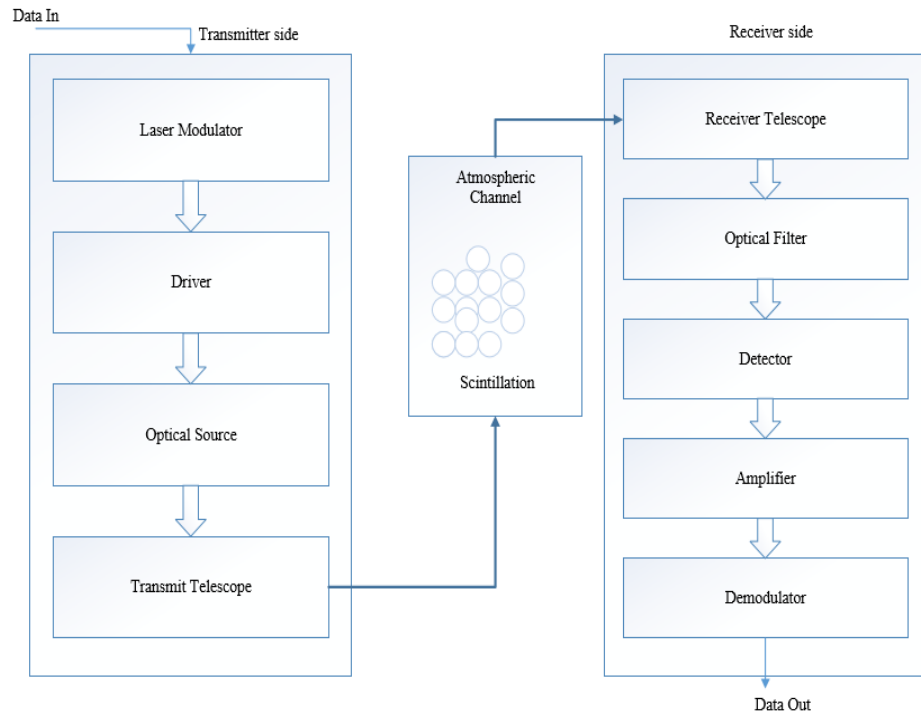 Data In
Transmitter side
Laser Modulator
Driver
Optical Source
Transmit Telescope
Atmospheric
Channel
Scintillation
Receiver side
Receiver Telescope
Optical Filter
Detector
Amplifier
Demodulator
Data Out